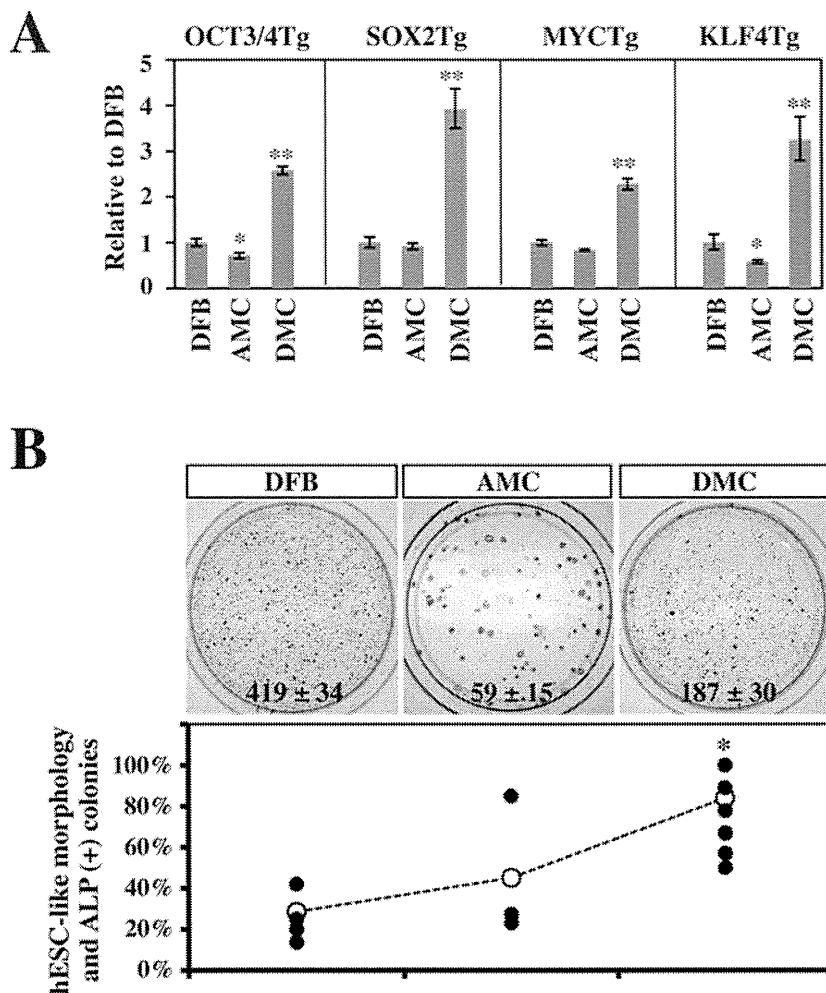 A
OCT3/4Tg SOX2Tg MYCTg KLF4Tg
Relative to DFB
5
4
3
2
1
0
** ** ** **
* *
DFB AMC DMC DFB AMC DMC DFB AMC DMC DFB AMC DMC
B
DFB AMC DMC
419 ± 34 59 ± 15 187 ± 30
hESC-like morphology
and ALP (+) colonies
*
100%
80%
60%
40%
20%
0%